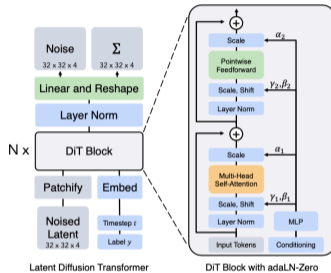 Noise
32 x 32 x 4
Σ
32 x 32 x 4
Linear and Reshape
Layer Norm
N x
DiT Block
Patchify
Embed
Noised
Latent
32 x 32 x 4
Timestep t
Label y
Latent Diffusion Transformer
+
Scale
α₂
Pointwise
Feedforward
Scale, Shift
γ₂,β₂
Layer Norm
+
Scale
α₁
Multi-Head
Self-Attention
Scale, Shift
γ₁,β₁
Layer Norm
MLP
Input Tokens
Conditioning
DiT Block with adaLN-Zero